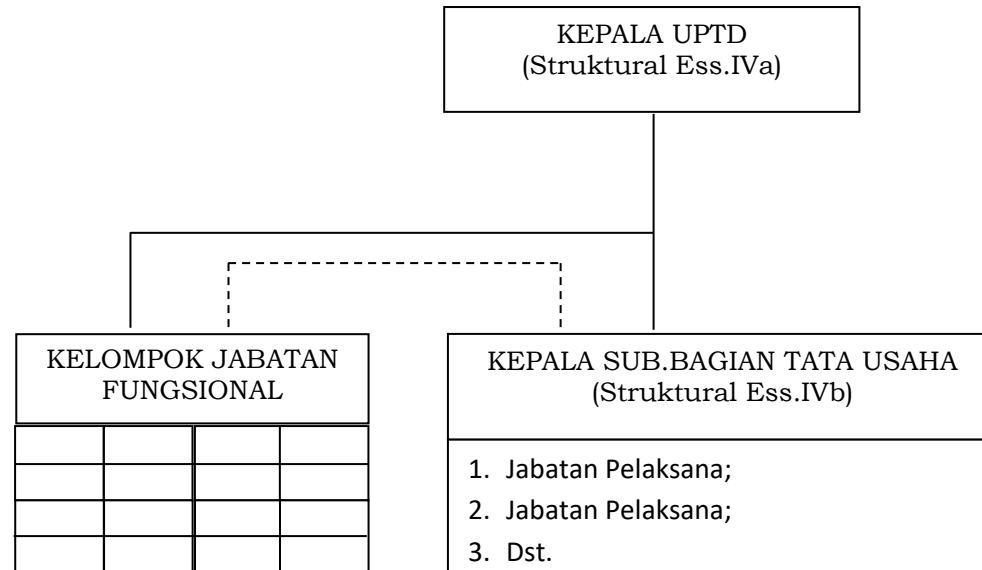 KEPALA UPTD
(Struktural Ess.IVa)
KELOMPOK JABATAN
FUNGSIONAL
KEPALA SUB.BAGIAN TATA USAHA
(Struktural Ess.IVb)
1. Jabatan Pelaksana;
2. Jabatan Pelaksana;
3. Dst.